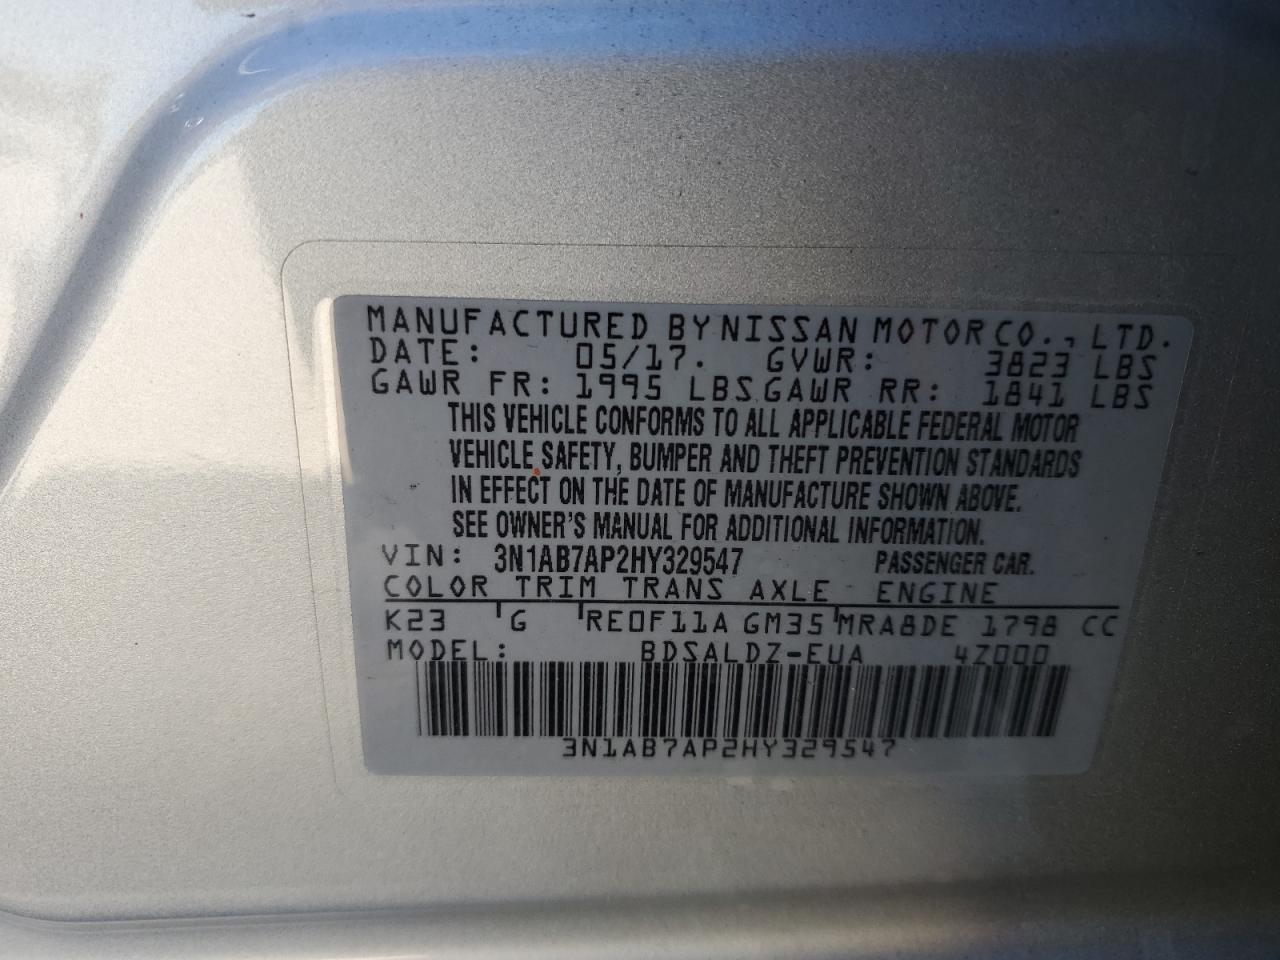 MANUFACTURED BY NISSAN MOTOR CO., LTD.
DATE: 05/17. GVWR: 3823 LBS
GAWR FR: 1995 LBS GAWR RR: 1841 LBS
THIS VEHICLE CONFORMS TO ALL APPLICABLE FEDERAL MOTOR
VEHICLE SAFETY, BUMPER AND THEFT PREVENTION STANDARDS
IN EFFECT ON THE DATE OF MANUFACTURE SHOWN ABOVE.
SEE OWNER'S MANUAL FOR ADDITIONAL INFORMATION.
VIN: 3N1AB7AP2HY329547 PASSENGER CAR.
COLOR TRIM TRANS AXLE ENGINE
K23 G RE0F11A GM35 MRA8DE 1798 CC
MODEL: BDSALDZ-EUA 4Z000
3N1AB7AP2HY329547